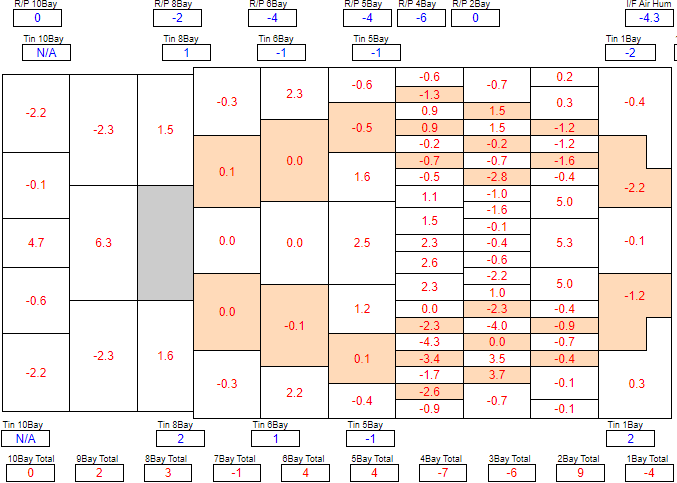 R/P 10Bay R/P 8Bay R/P 6Bay R/P 5Bay R/P 4Bay R/P 2Bay I/F Air Hum
0 -2 -4 -4 -6 0 -4.3
Tin 10Bay Tin 8Bay Tin 6Bay Tin 5Bay Tin 1Bay
N/A 1 -1 -1 -2
-0.6 0.2
-0.6 -0.7
2.3 -1.3
-0.3 0.3 -0.4
-2.2 0.9 1.5
-2.3 1.5 -0.5 0.9 1.5 -1.2
-0.2 -0.2 -1.2
0.0 -0.7 -0.7 -1.6
0.1 1.6 -0.5 -2.8 -0.4
-0.1 1.1 -1.0 5.0 -2.2
-1.6
1.5 -0.1
4.7 6.3 0.0 0.0 2.5 2.3 -0.4 5.3 -0.1
2.6 -0.6
-2.2
2.3 1.0 5.0
-0.6 0.0 1.2 0.0 -2.3 -0.4 -1.2
-0.1 -2.3 -4.0 -0.9
-4.3 0.0 -0.7
-2.3 1.6 0.1 -3.4 3.5 -0.4
-2.2 -1.7 3.7
-0.3 2.2 -2.6 -0.1 0.3
-0.4 -0.7
-0.9 -0.1
Tin 10Bay Tin 8Bay Tin 6Bay Tin 5Bay Tin 1Bay
N/A 2 1 -1 2
10Bay Total 9Bay Total 8Bay Total 7Bay Total 6Bay Total 5Bay Total 4Bay Total 3Bay Total 2Bay Total 1Bay Total
0 2 3 -1 4 4 -7 -6 9 -4